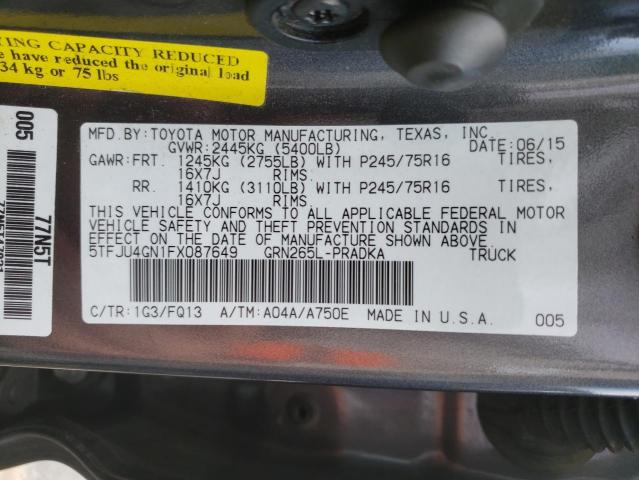 YING CAPACITY REDUCED
e have reduced the original load
34 kg or 75 lbs
005
77N5T
MFD.BY:TOYOTA MOTOR MANUFACTURING, TEXAS, INC.
GVWR:2445KG (5400LB) DATE:06/15
GAWR:FRT. 1245KG (2755LB) WITH P245/75R16 TIRES,
16X7J RIMS.
RR. 1410KG (3110LB) WITH P245/75R16 TIRES,
16X7J RIMS.
THIS VEHICLE CONFORMS TO ALL APPLICABLE FEDERAL MOTOR
VEHICLE SAFETY AND THEFT PREVENTION STANDARDS IN
EFFECT ON THE DATE OF MANUFACTURE SHOWN ABOVE.
5TFJU4GN1FX087649 GRN265L-PRADKA TRUCK
C/TR:1G3/FQ13 A/TM:A04A/A750E MADE IN U.S.A. 005